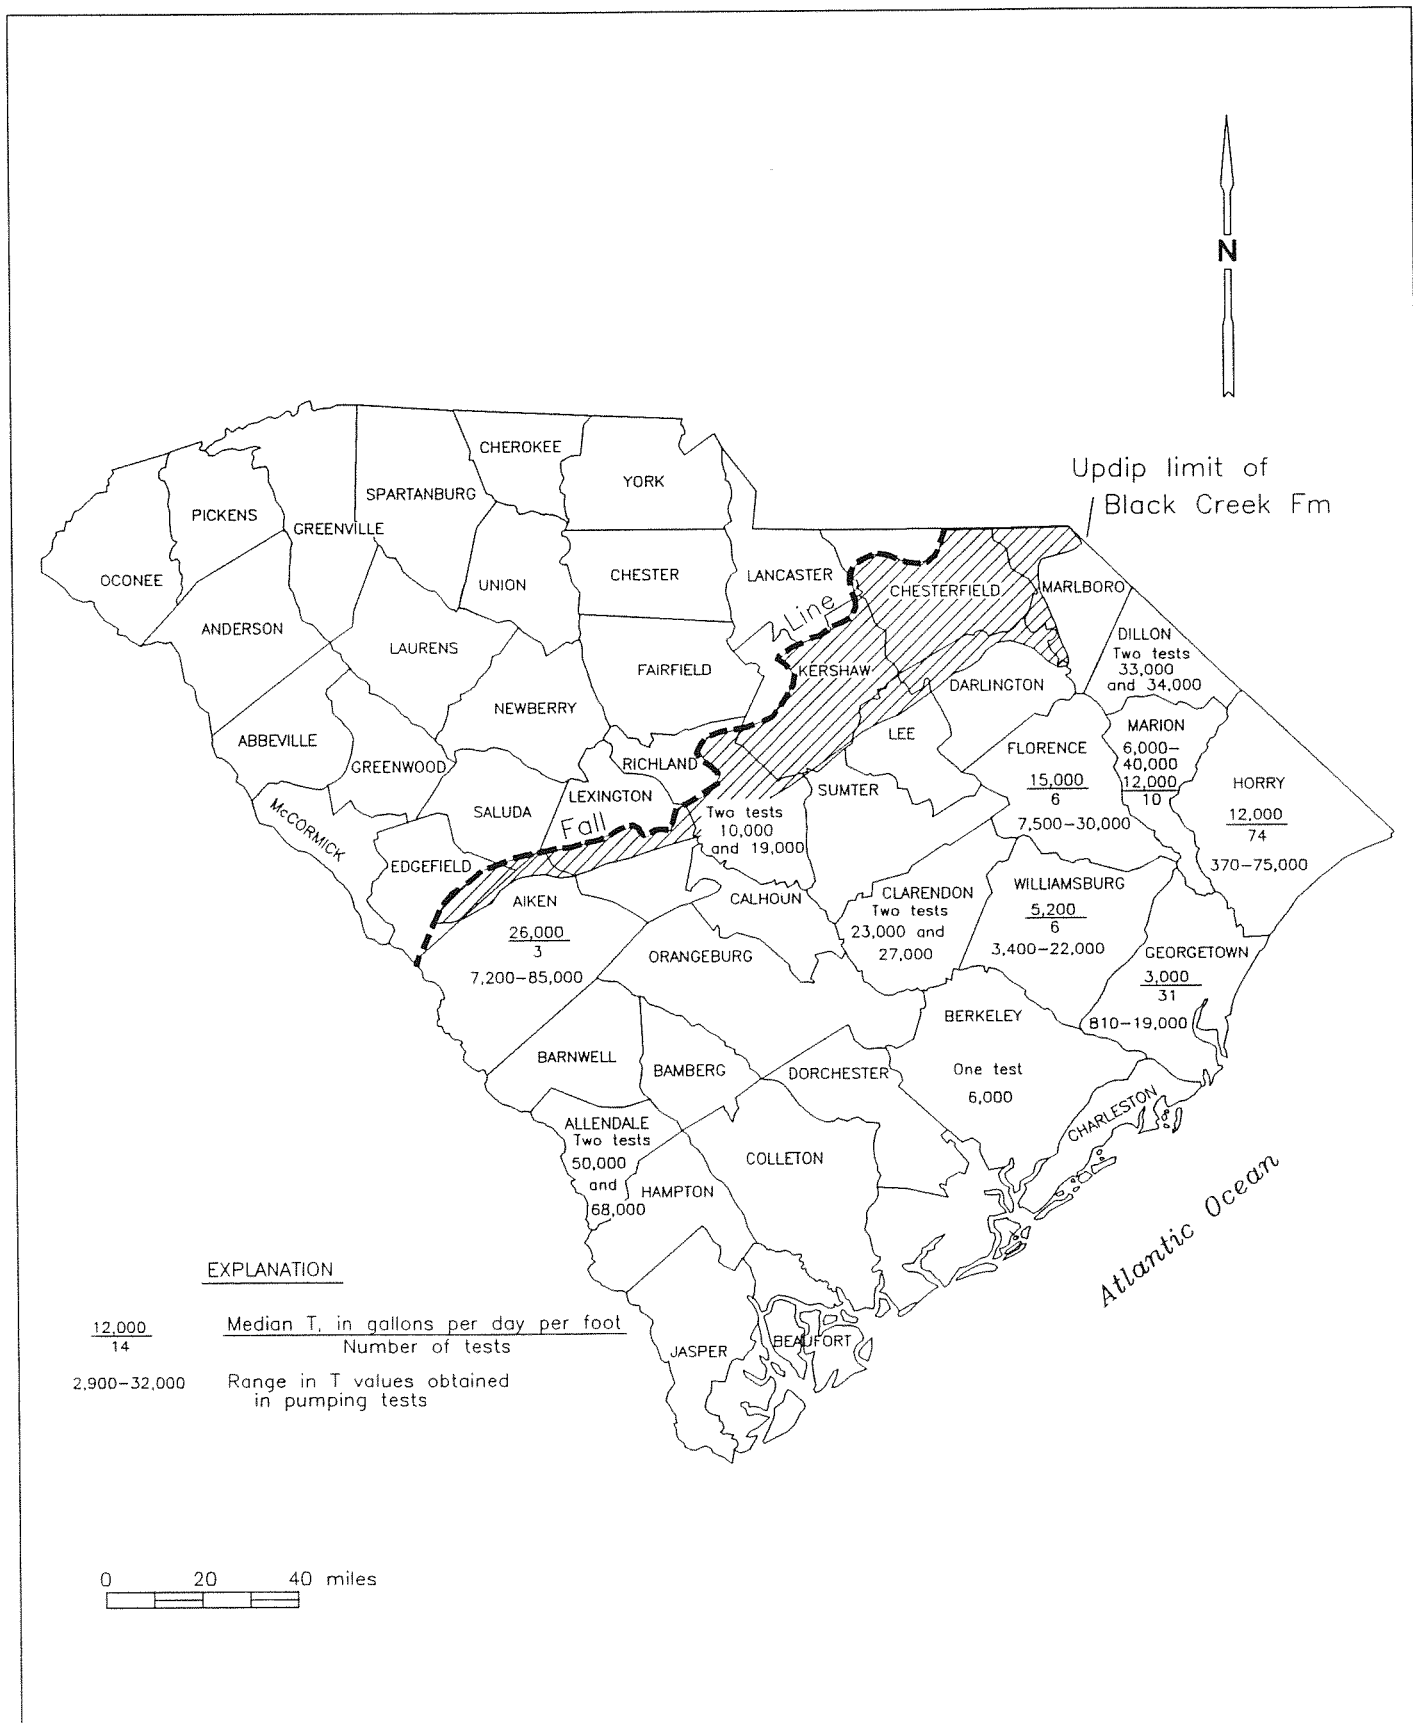 N
Updip limit of
Black Creek Fm
CHEROKEE
YORK
SPARTANBURG
PICKENS
GREENVILLE
OCONEE
UNION
CHESTER
LANCASTER
CHESTERFIELD
MARLBORO
Line
ANDERSON
LAURENS
FAIRFIELD
KERSHAW
DARLINGTON
DILLON
Two tests
33,000
and 34,000
NEWBERRY
ABBEVILLE
GREENWOOD
RICHLAND
LEE
FLORENCE
15,000
6
7,500–30,000
MARION
6,000–
40,000
12,000
10
HORRY
12,000
74
370–75,000
McCORMICK
SALUDA
LEXINGTON
Fall
Two tests
10,000
and 19,000
SUMTER
EDGEFIELD
AIKEN
26,000
3
7,200–85,000
CALHOUN
ORANGEBURG
CLARENDON
Two tests
23,000 and
27,000
WILLIAMSBURG
5,200
6
3,400–22,000
GEORGETOWN
3,000
31
810–19,000
BERKELEY
One test
6,000
BARNWELL
BAMBERG
DORCHESTER
CHARLESTON
ALLENDALE
Two tests
50,000
and
68,000
HAMPTON
COLLETON
Atlantic Ocean
JASPER
BEAUFORT
EXPLANATION
12,000
14
Median T, in gallons per day per foot
Number of tests
2,900–32,000
Range in T values obtained
in pumping tests
0 20 40 miles